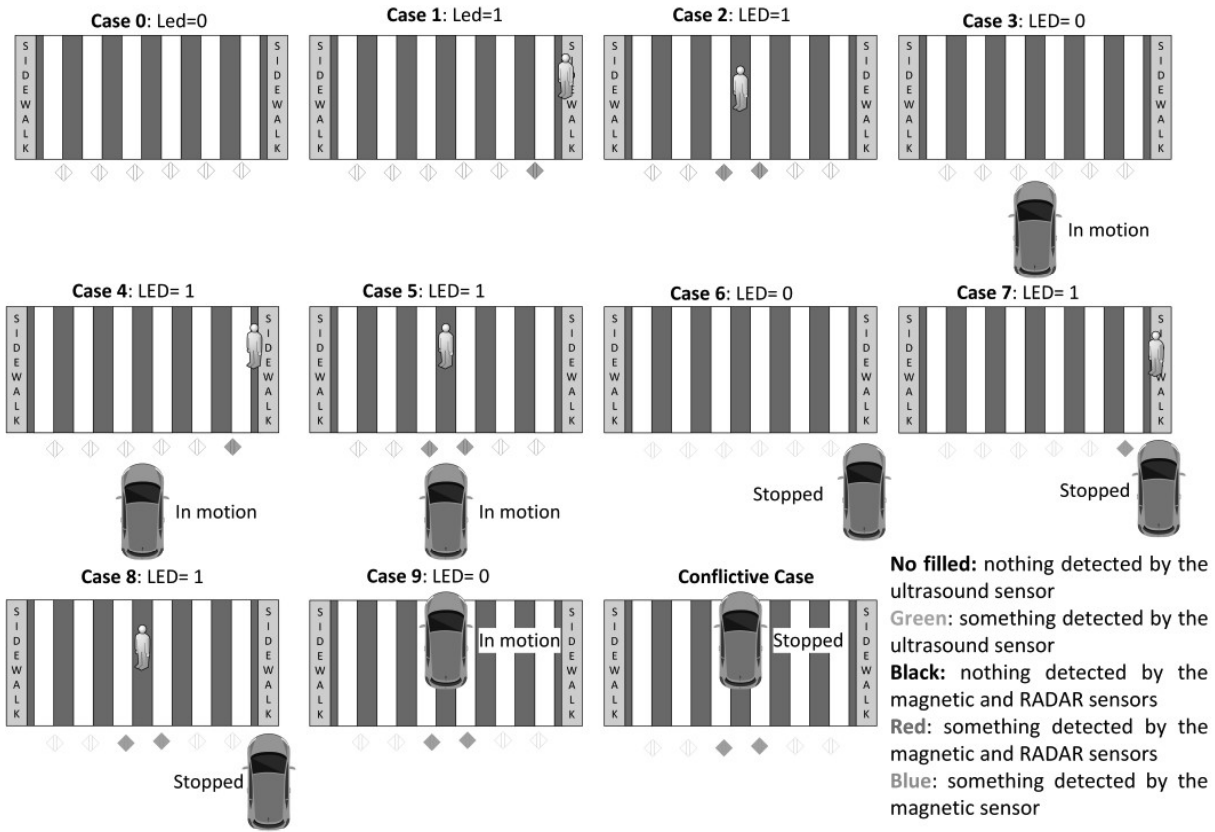 Case 0: Led=0
SIDEWALK
SIDEWALK
Case 1: Led=1
SIDEWALK
SIDEWALK
Case 2: LED=1
SIDEWALK
SIDEWALK
Case 3: LED= 0
SIDEWALK
SIDEWALK
In motion
Case 4: LED= 1
SIDEWALK
SIDEWALK
In motion
Case 5: LED= 1
SIDEWALK
SIDEWALK
In motion
Case 6: LED= 0
SIDEWALK
SIDEWALK
Stopped
Case 7: LED= 1
SIDEWALK
SIDEWALK
Stopped
Case 8: LED= 1
SIDEWALK
SIDEWALK
Stopped
Case 9: LED= 0
SIDEWALK
SIDEWALK
In motion
Conflictive Case
SIDEWALK
SIDEWALK
Stopped
No filled: nothing detected by the
ultrasound sensor
Green: something detected by the
ultrasound sensor
Black: nothing detected by the
magnetic and RADAR sensors
Red: something detected by the
magnetic and RADAR sensors
Blue: something detected by the
magnetic sensor